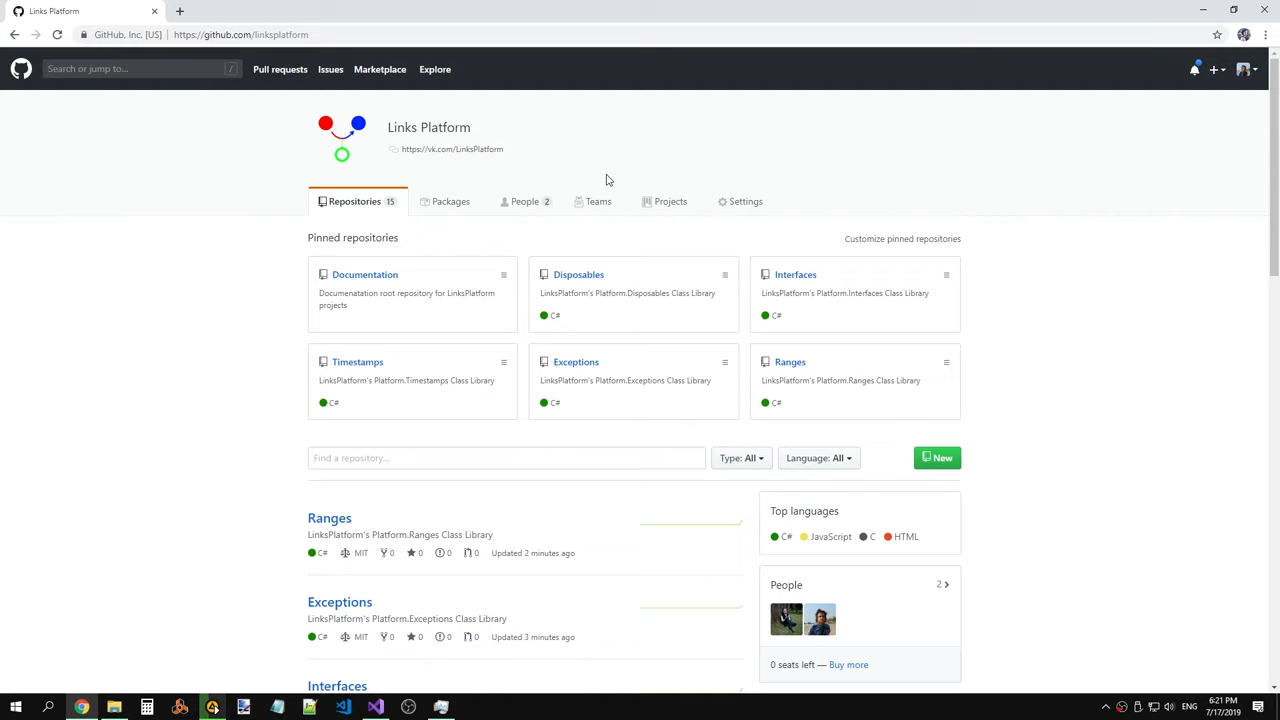 Links Platform
GitHub, Inc. [US] | https://github.com/linksplatform
Search or jump to... /
Pull requests Issues Marketplace Explore
Links Platform
https://vk.com/LinksPlatform
Repositories 15 Packages People 2 Teams Projects Settings
Pinned repositories
Customize pinned repositories
Documentation
Documenatation root repository for LinksPlatform
projects
Disposables
LinksPlatform's Platform.Disposables Class Library
C#
Interfaces
LinksPlatform's Platform.Interfaces Class Library
C#
Timestamps
LinksPlatform's Platform.Timestamps Class Library
C#
Exceptions
LinksPlatform's Platform.Exceptions Class Library
C#
Ranges
LinksPlatform's Platform.Ranges Class Library
C#
Find a repository...
Type: All
Language: All
New
Ranges
LinksPlatform's Platform.Ranges Class Library
C# MIT 0 0 0 0 Updated 2 minutes ago
Exceptions
LinksPlatform's Platform.Exceptions Class Library
C# MIT 0 0 0 0 Updated 3 minutes ago
Interfaces
Top languages
C# JavaScript C HTML
People 2
0 seats left — Buy more
ENG
6:21 PM
7/17/2019